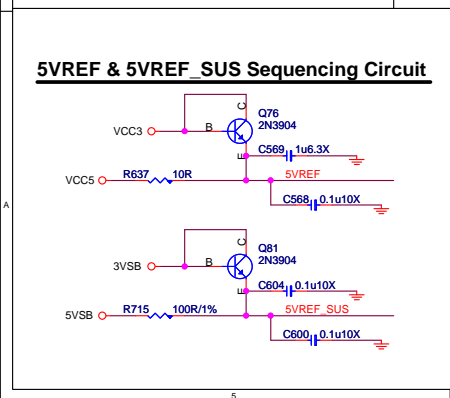 5VREF & 5VREF_SUS Sequencing Circuit
C
Q76
2N3904
VCC3
B
E
C569
1u6.3X
VCC5
R637
10R
5VREF
C568
0.1u10X
A
C
Q81
2N3904
3VSB
B
E
C604
0.1u10X
5VSB
R715
100R/1%
5VREF_SUS
C600
0.1u10X
5